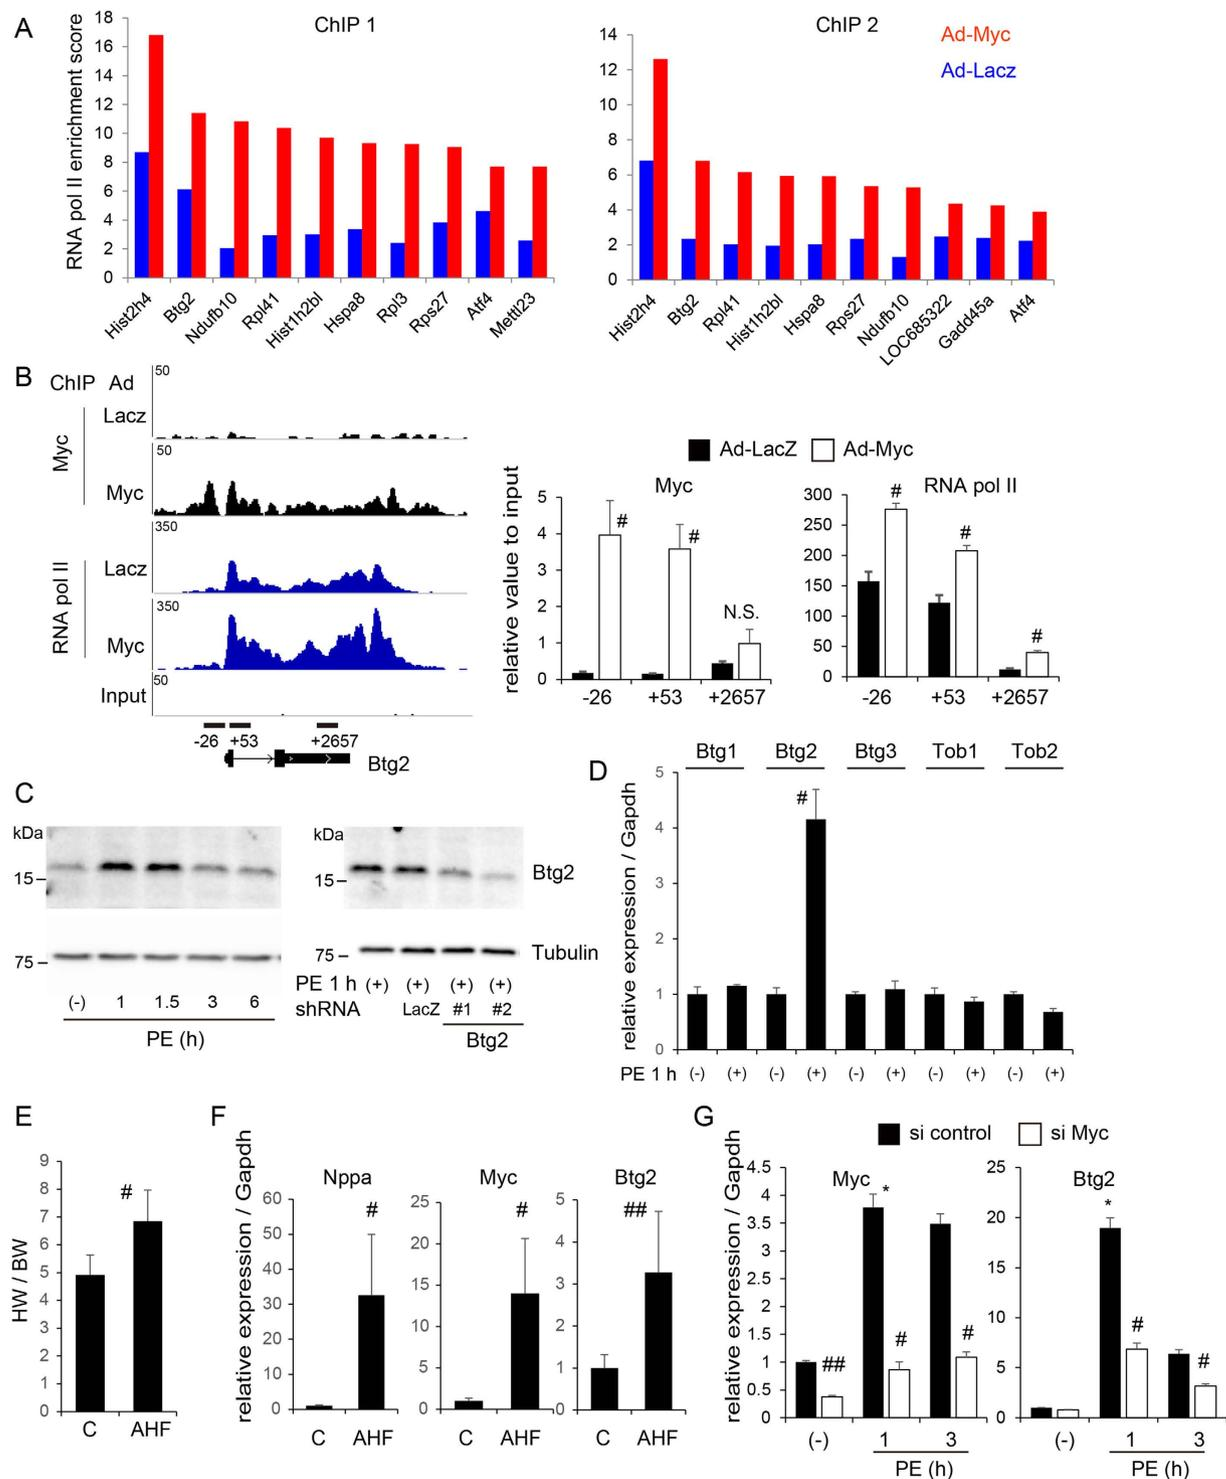 A
ChIP 1
RNA pol II enrichment score
18
16
14
12
10
8
6
4
2
0
Hist2h4
Btg2
Ndufb10
Rpl41
Hist1h2bl
Hspa8
Rpl3
Rps27
Atf4
Mettl23
ChIP 2
Ad-Myc
Ad-Lacz
14
12
10
8
6
4
2
0
Hist2h4
Btg2
Rpl41
Hist1h2bl
Hspa8
Rps27
Ndufb10
LOC685322
Gadd45a
Atf4
B
ChIP Ad
50
Lacz
Myc
50
Myc
350
Lacz
RNA pol II
350
Myc
50
Input
-26 +53 +2657
Btg2
Ad-LacZ Ad-Myc
Myc
relative value to input
5
4
3
2
1
0
# # N.S.
-26 +53 +2657
RNA pol II
300
250
200
150
100
50
0
# # #
-26 +53 +2657
C
kDa
15
75
(-) 1 1.5 3 6
PE (h)
kDa
15
Btg2
75
Tubulin
PE 1 h (+) (+) (+) (+)
shRNA LacZ #1 #2
Btg2
D
Btg1 Btg2 Btg3 Tob1 Tob2
relative expression / Gapdh
5
4
3
2
1
0
#
PE 1 h (-) (+) (-) (+) (-) (+) (-) (+) (-) (+)
E
HW / BW
9
8
7
6
5
4
3
2
1
0
#
C AHF
F
relative expression / Gapdh
Nppa
60
50
40
30
20
10
0
#
C AHF
Myc
25
20
15
10
5
0
#
C AHF
Btg2
5
4
3
2
1
0
##
C AHF
G
si control si Myc
relative expression / Gapdh
Myc
4.5
4
3.5
3
2.5
2
1.5
1
0.5
0
## * # #
(-) 1 3
PE (h)
Btg2
25
20
15
10
5
0
* # #
(-) 1 3
PE (h)